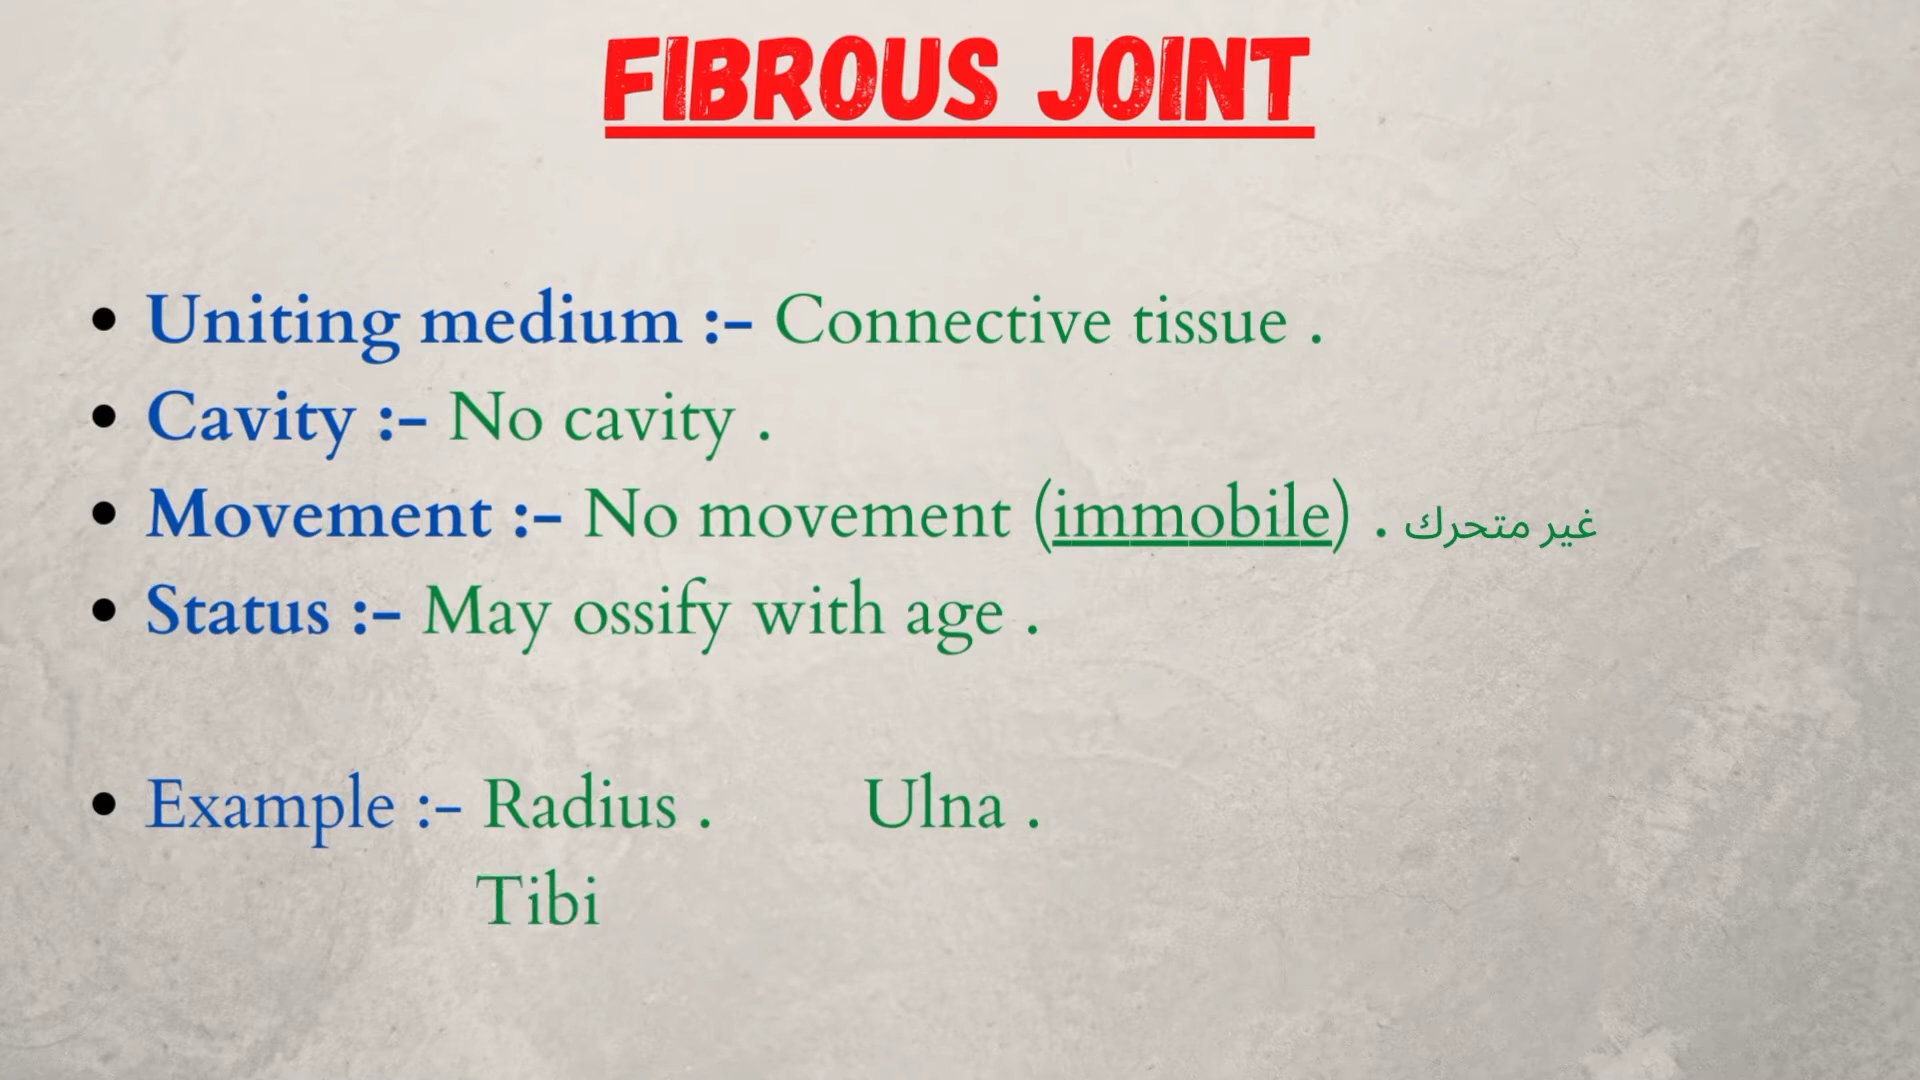 FIBROUS JOINT
• Uniting medium :- Connective tissue .
• Cavity :- No cavity .
• Movement :- No movement (immobile) . غير متحرك
• Status :- May ossify with age .
• Example :- Radius . Ulna .
Tibi